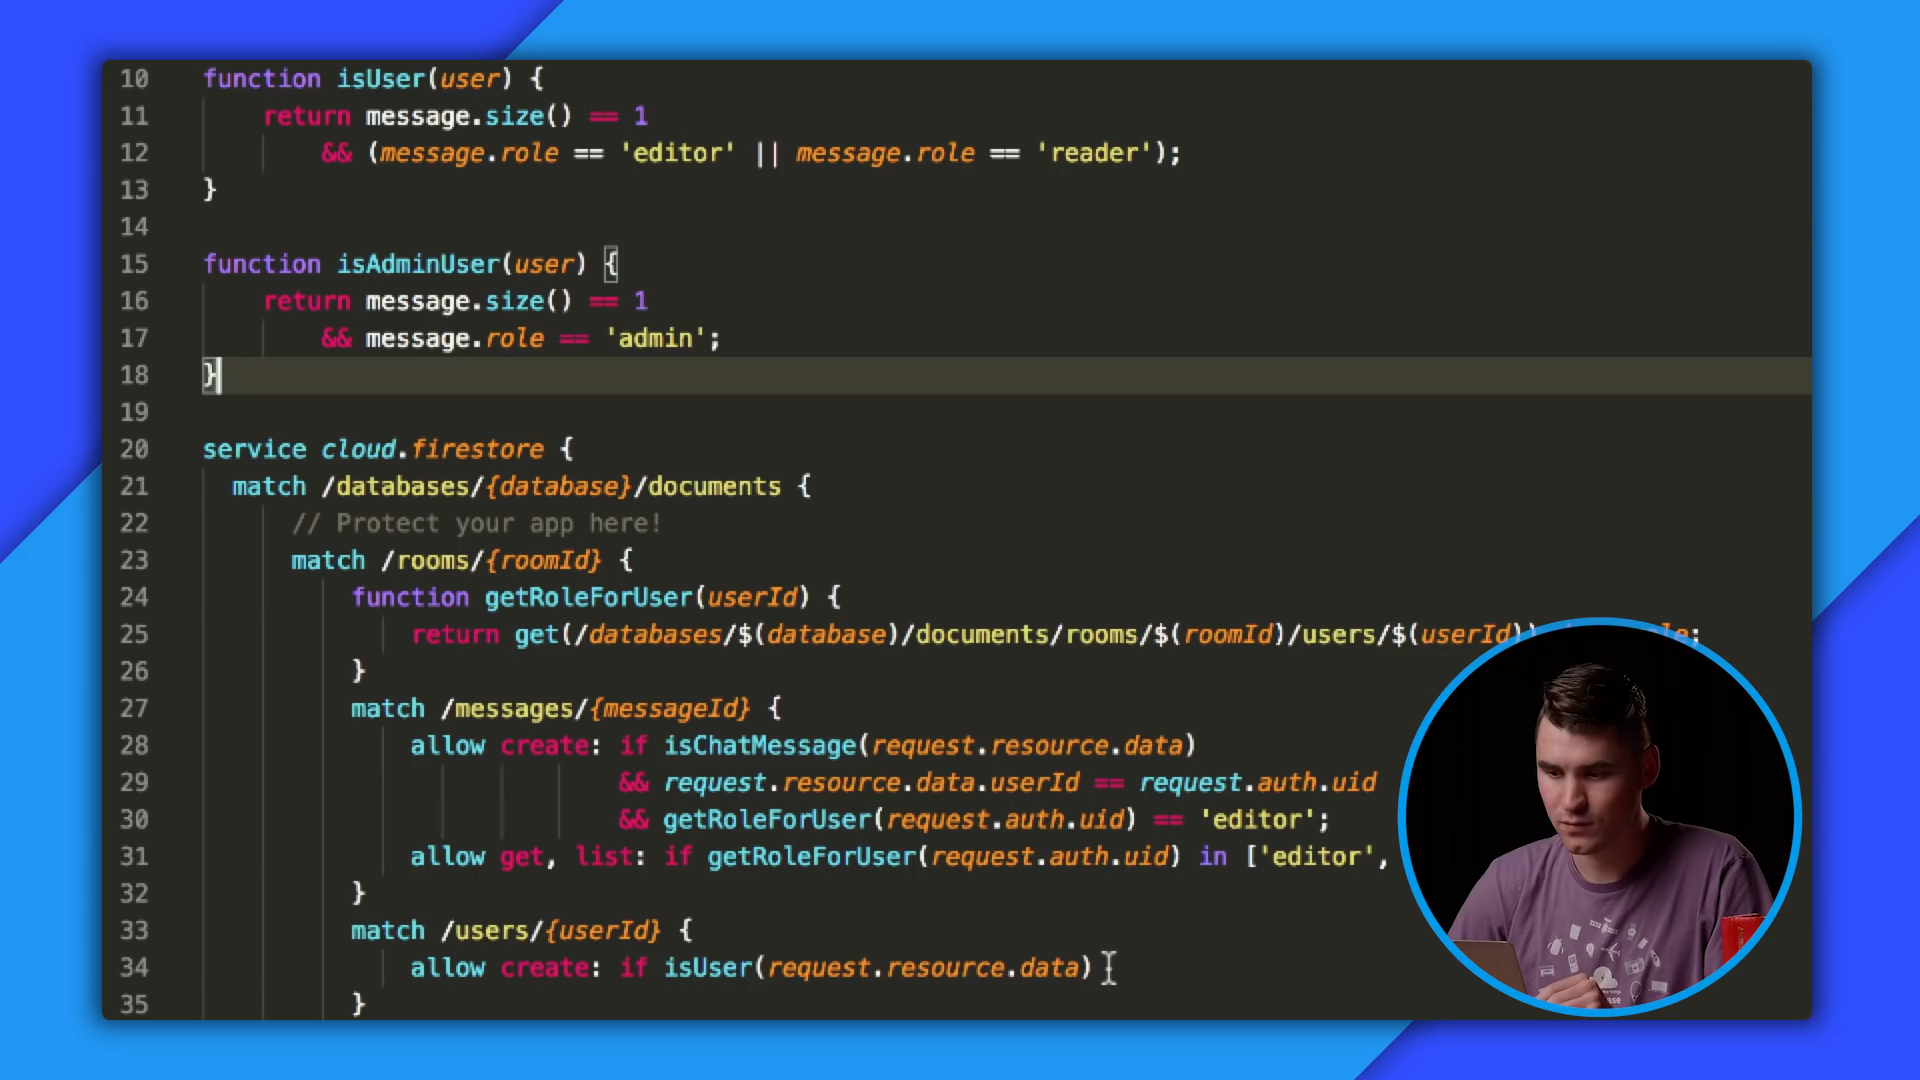 10 function isUser(user) {
11 return message.size() == 1
12 && (message.role == 'editor' || message.role == 'reader');
13 }
14
15 function isAdminUser(user) {
16 return message.size() == 1
17 && message.role == 'admin';
18 }
19
20 service cloud.firestore {
21 match /databases/{database}/documents {
22 // Protect your app here!
23 match /rooms/{roomId} {
24 function getRoleForUser(userId) {
25 return get(/databases/$(database)/documents/rooms/$(roomId)/users/$(userId))
26 }
27 match /messages/{messageId} {
28 allow create: if isChatMessage(request.resource.data)
29 && request.resource.data.userId == request.auth.uid
30 && getRoleForUser(request.auth.uid) == 'editor';
31 allow get, list: if getRoleForUser(request.auth.uid) in ['editor',
32 }
33 match /users/{userId} {
34 allow create: if isUser(request.resource.data)
35 }